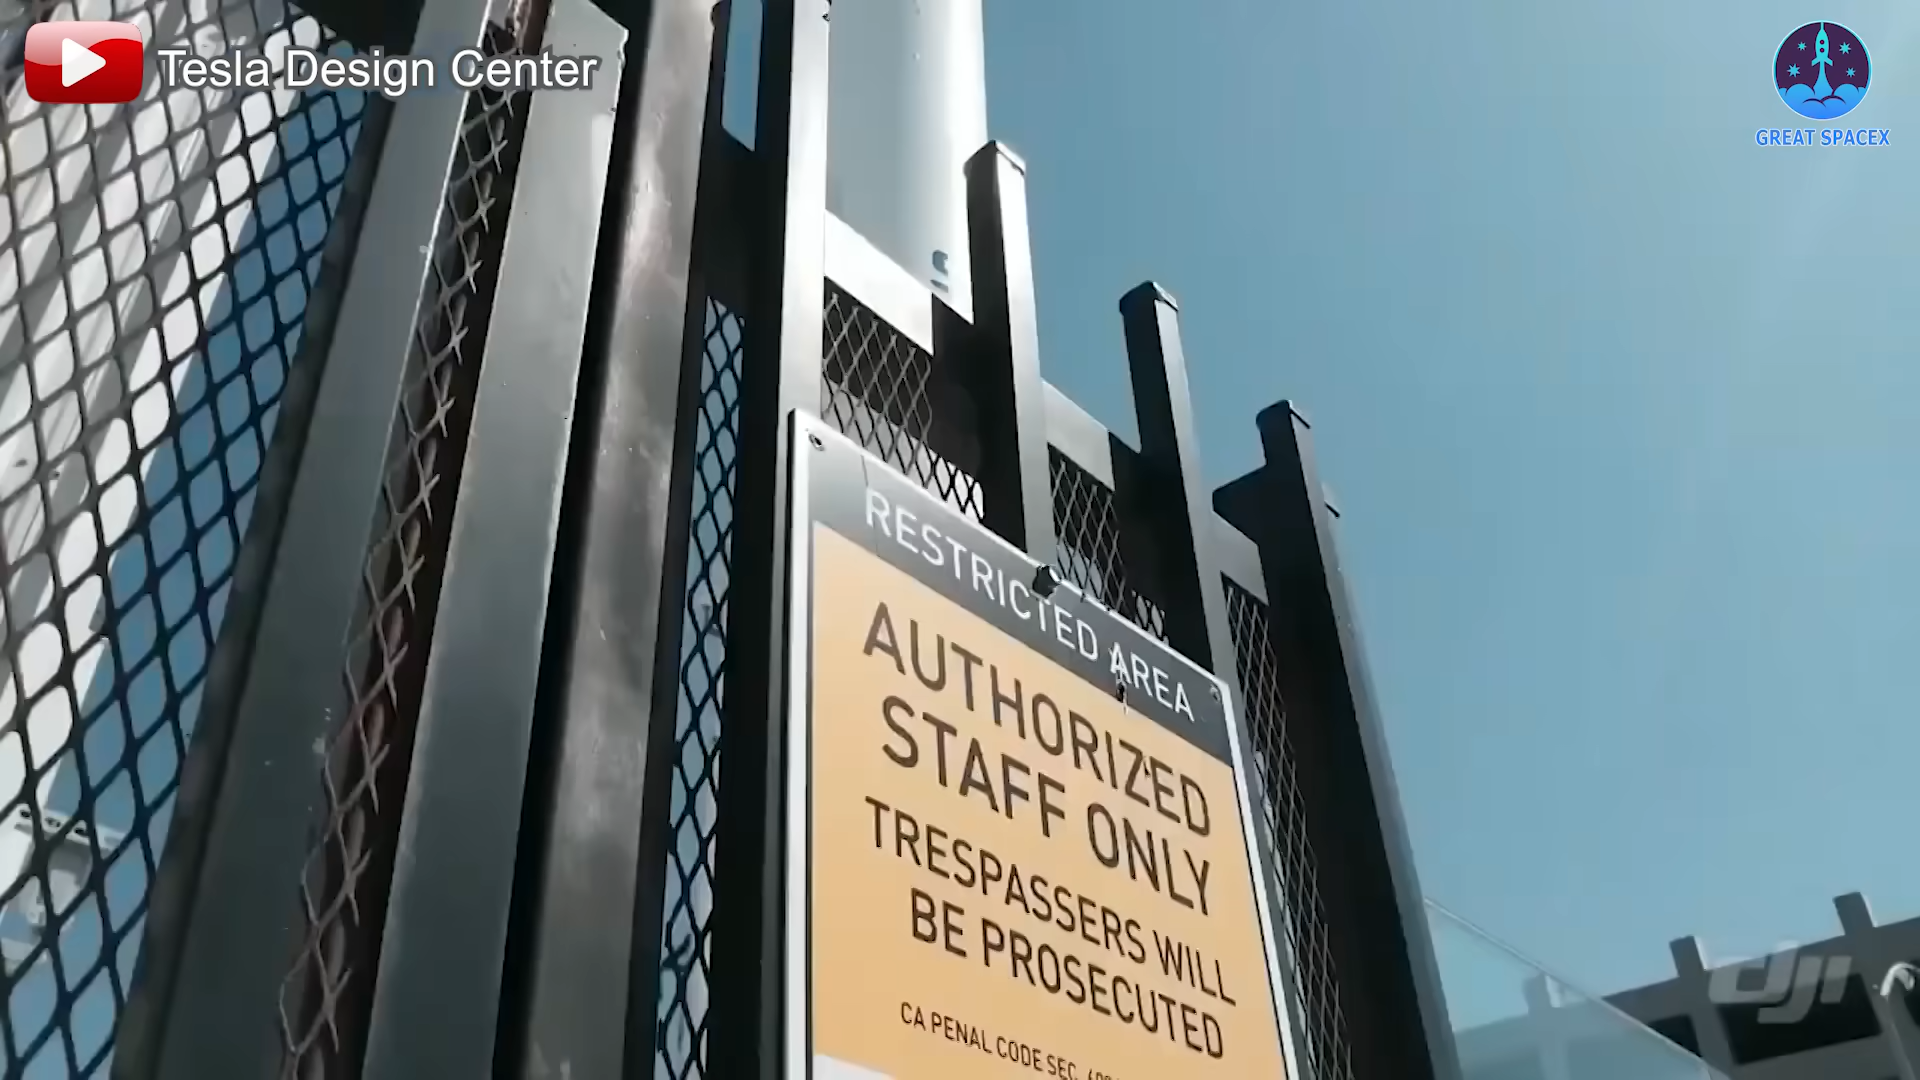 Tesla Design Center
GREAT SPACEX
RESTRICTED AREA
AUTHORIZED
STAFF ONLY
TRESPASSERS WILL
BE PROSECUTED
CA PENAL CODE SEC.
dji